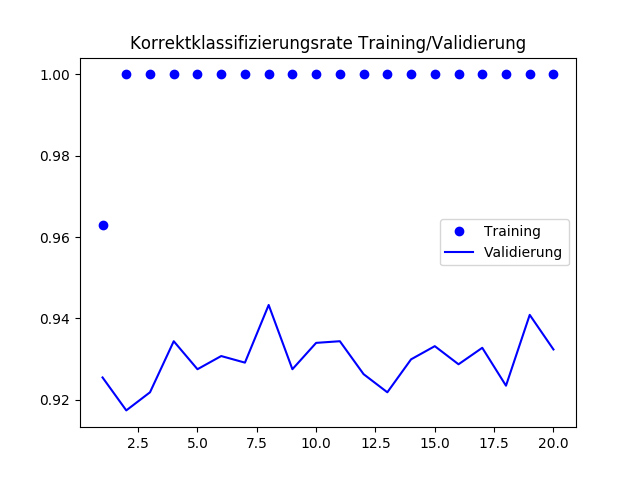 Korrektklassifizierungsrate Training/Validierung
1.00
0.98
0.96
0.94
0.92
Training
Validierung
2.5 5.0 7.5 10.0 12.5 15.0 17.5 20.0